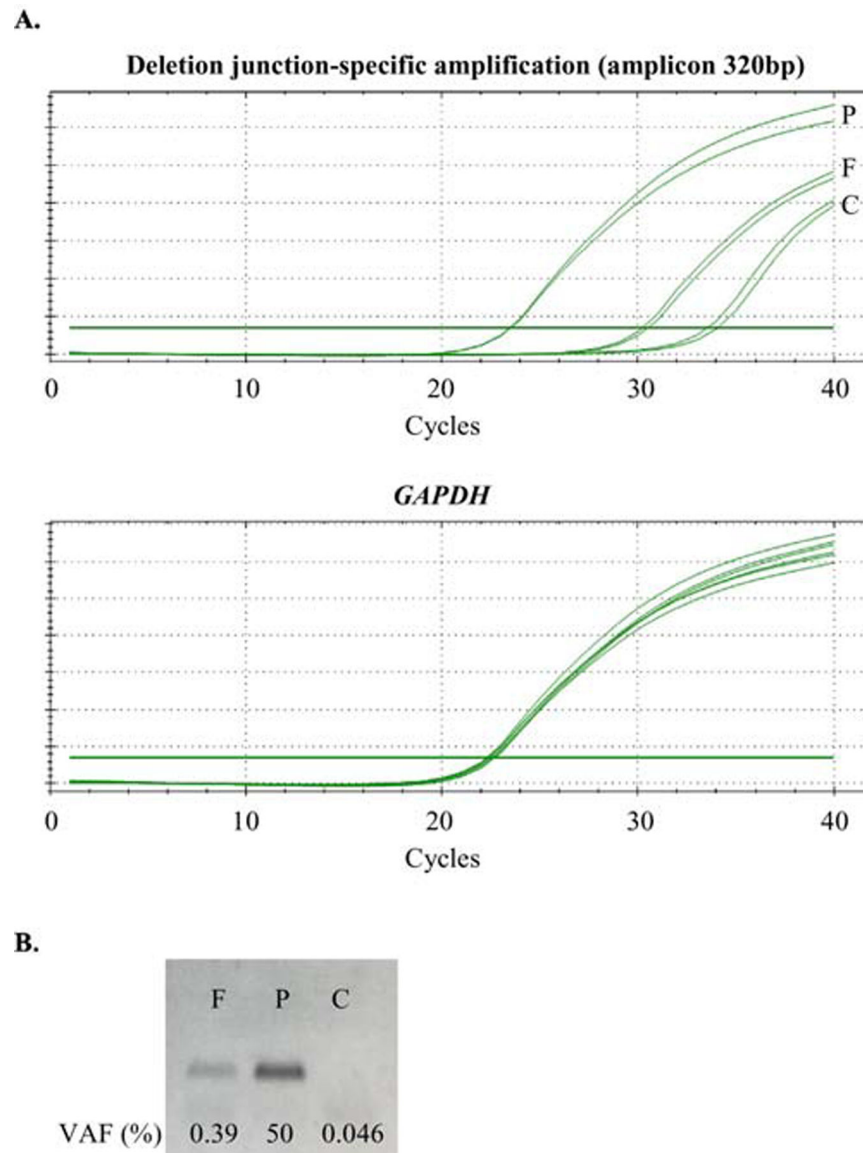 A.
Deletion junction-specific amplification (amplicon 320bp)
P
F
C
0 10 20 30 40
Cycles
GAPDH
0 10 20 30 40
Cycles
B.
F P C
VAF (%) 0.39 50 0.046